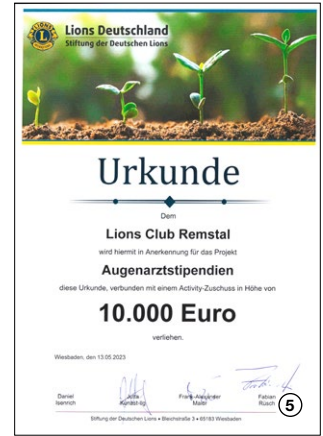 Lions Deutschland
Stiftung der Deutschen Lions
Urkunde
Dem
Lions Club Remstal
wird hiermit in Anerkennung für das Projekt
Augenarztstipendien
diese Urkunde, verbunden mit einem Activity-Zuschuss in Höhe von
10.000 Euro
verliehen.
Wiesbaden, den 13.05.2023
Daniel Isenrich
Fabian Rüsch
5
Stiftung der Deutschen Lions • Bleichstraße 3 • 65183 Wiesbaden